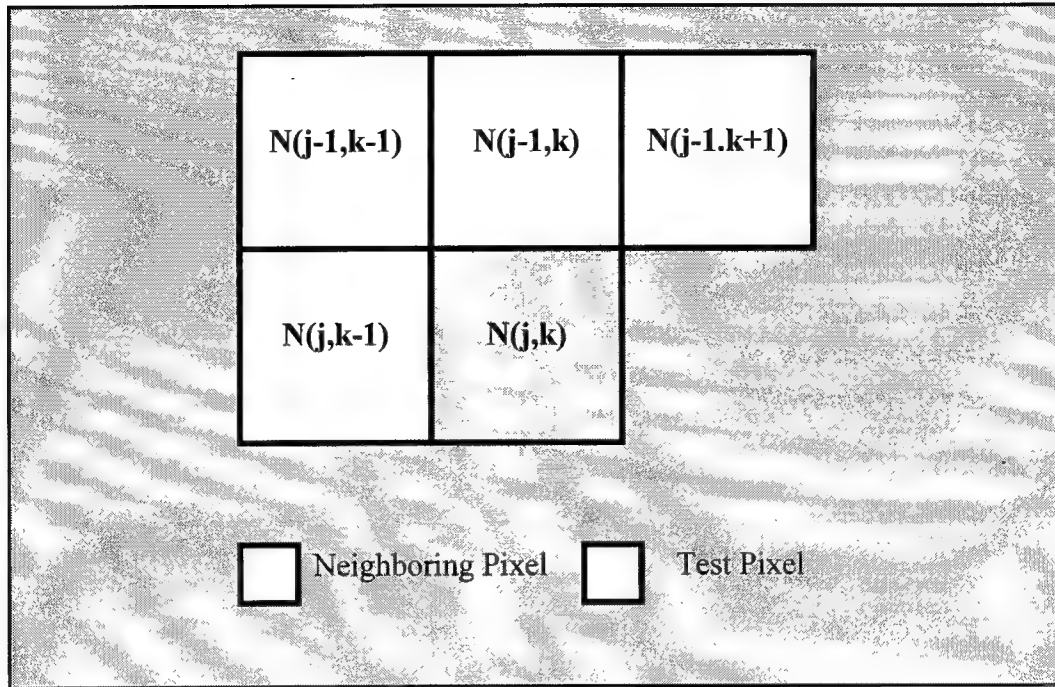 N(j-1,k-1) N(j-1,k) N(j-1.k+1)
N(j,k-1) N(j,k)
Neighboring Pixel Test Pixel